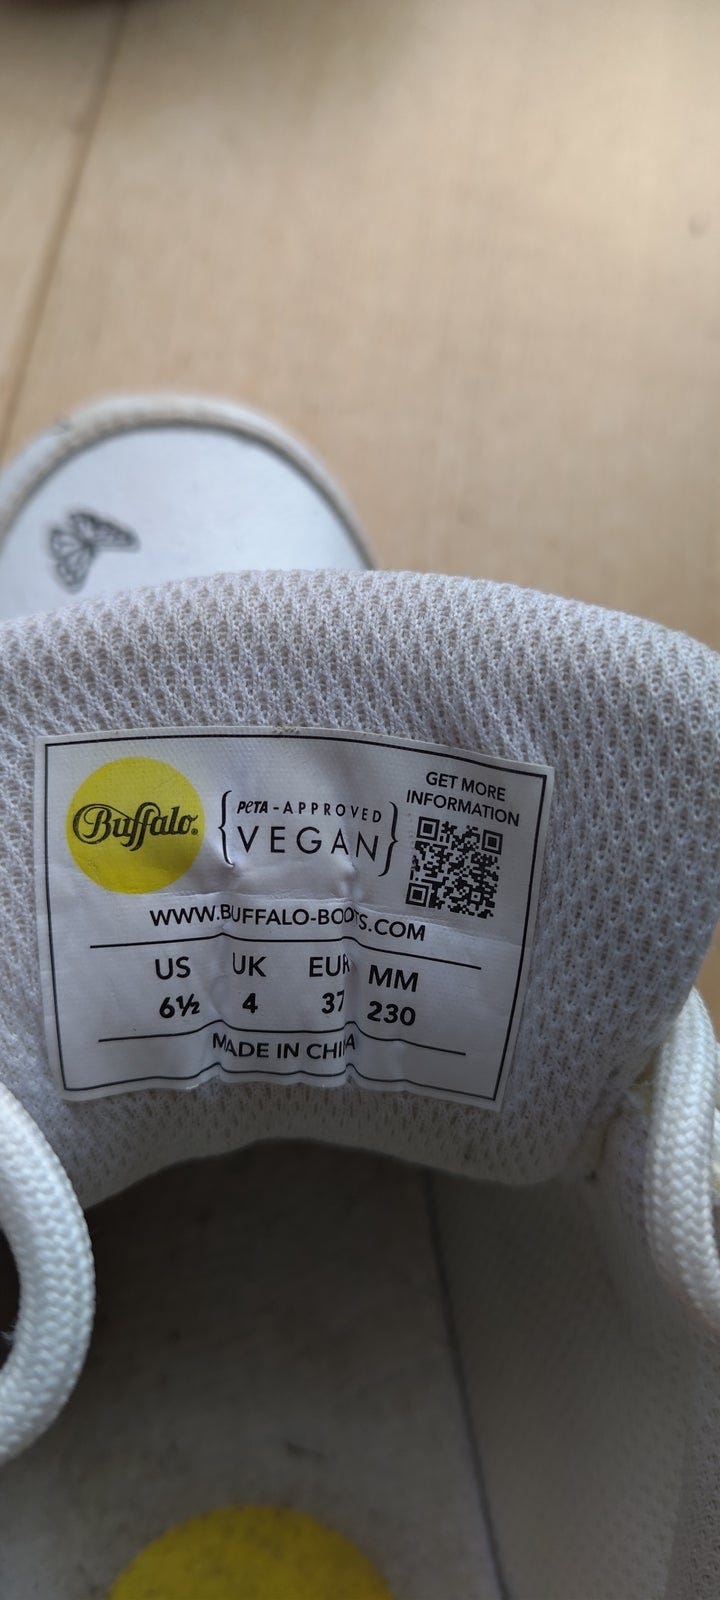 Buffalo®
PETA-APPROVED
VEGAN
GET MORE
INFORMATION
WWW.BUFFALO-BOOTS.COM
US UK EUR MM
6½ 4 37 230
MADE IN CHINA